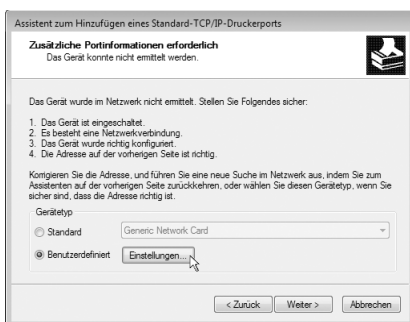 Assistent zum Hinzufügen eines Standard-TCP/IP-Druckerports
Zusätzliche Portinformationen erforderlich
Das Gerät konnte nicht ermittelt werden.
Das Gerät wurde im Netzwerk nicht ermittelt. Stellen Sie Folgendes sicher:
1. Das Gerät ist eingeschaltet.
2. Es besteht eine Netzwerkverbindung.
3. Das Gerät wurde richtig konfiguriert.
4. Die Adresse auf der vorherigen Seite ist richtig.
Korrigieren Sie die Adresse, und führen Sie eine neue Suche im Netzwerk aus, indem Sie zum
Assistenten auf der vorherigen Seite zurückkehren, oder wählen Sie diesen Gerätetyp, wenn Sie
sicher sind, dass die Adresse richtig ist.
Gerätetyp
Standard Generic Network Card
Benutzerdefiniert Einstellungen...
< Zurück Weiter > Abbrechen